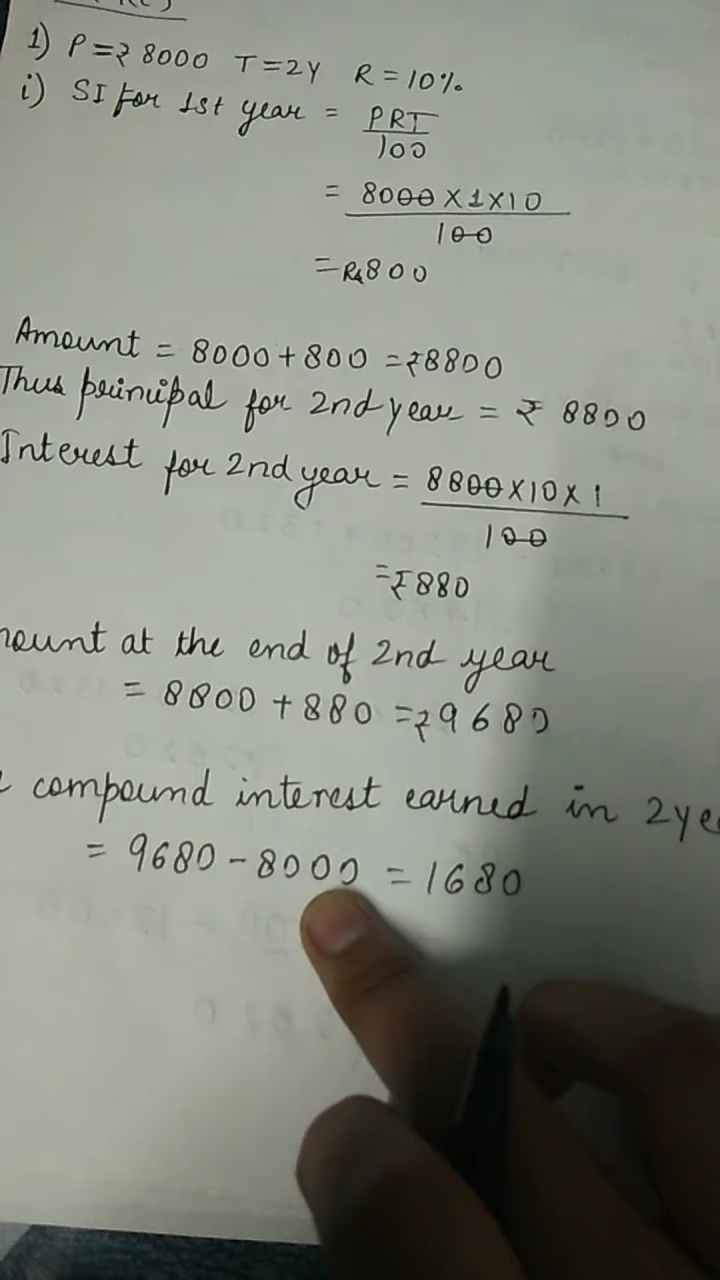 1) P = ₹ 8000 T = 2Y R = 10%
i) SI for 1st year = PRT
100
= 8000 X 1 X 10
100
= Rs 800
Amount = 8000 + 800 = ₹8800
Thus principal for 2nd year = ₹ 8800
Interest for 2nd year = 8800 X 10 X 1
100
= ₹880
at the end of 2nd year
= 8800 + 880 = ₹9680
compound interest earned in 2
= 9680 - 8000 = 1680